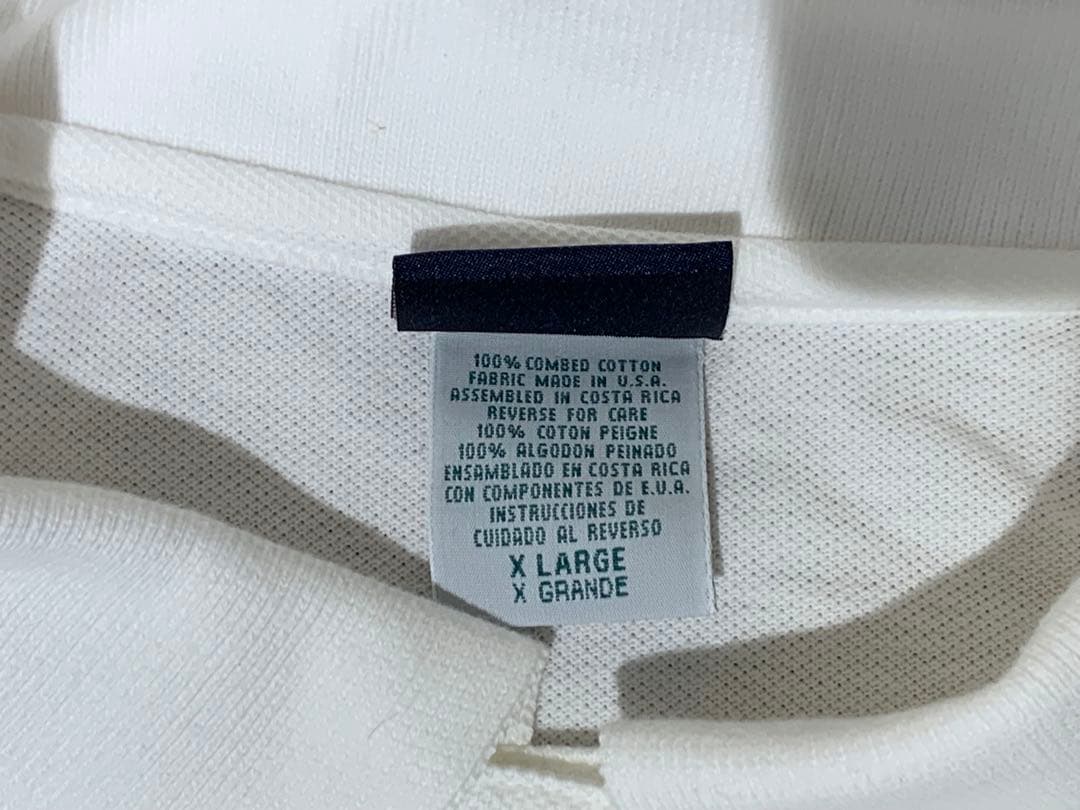 100% COMBED COTTON
FABRIC MADE IN U.S.A.
ASSEMBLED IN COSTA RICA
REVERSE FOR CARE
100% COTON PEIGNE
100% ALGODON PEINADO
ENSAMBLADO EN COSTA RICA
CON COMPONENTES DE E.U.A.
INSTRUCCIONES DE
CUIDADO AL REVERSO
X LARGE
X GRANDE